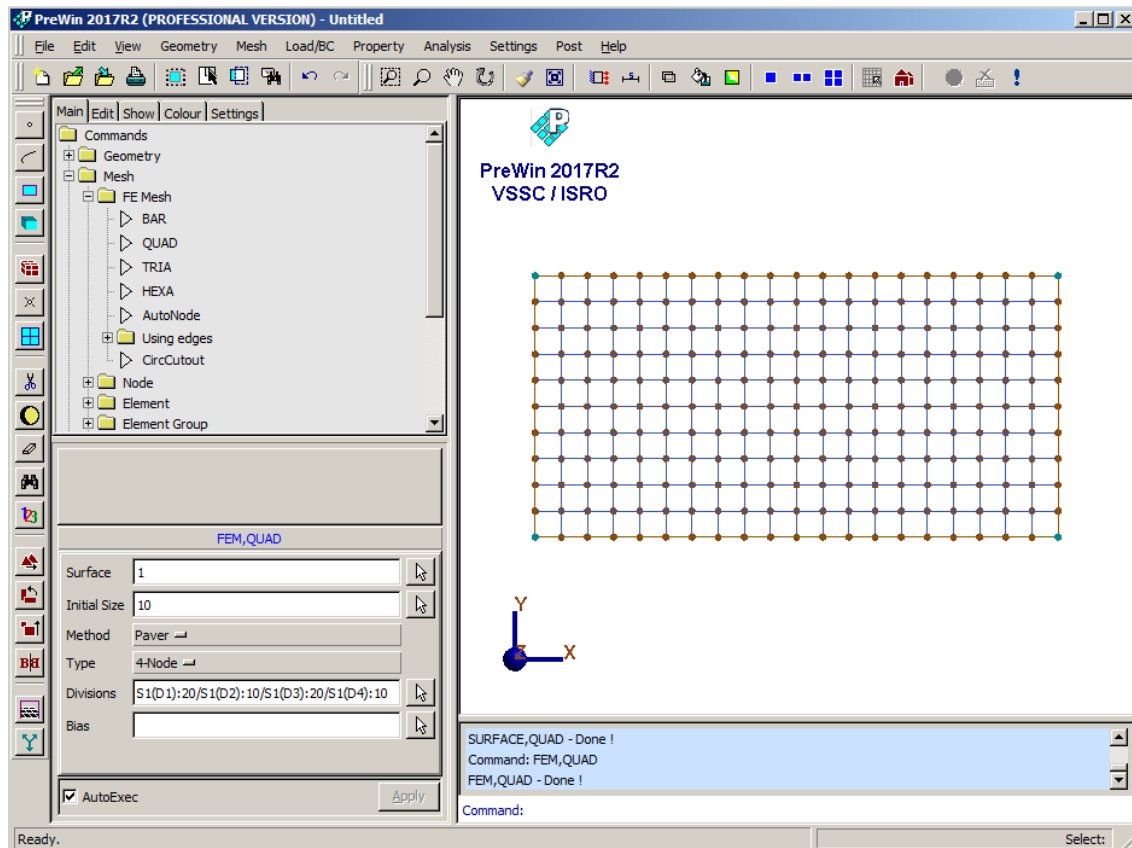 PreWin 2017R2 (PROFESSIONAL VERSION) - Untitled
File Edit View Geometry Mesh Load/BC Property Analysis Settings Post Help
Main Edit Show Colour Settings
Commands
Geometry
Mesh
FE Mesh
BAR
QUAD
TRIA
HEXA
AutoNode
Using edges
CircCutout
Node
Element
Element Group
FEM,QUAD
Surface 1
Initial Size 10
Method Paver
Type 4-Node
Divisions S1(D1):20/S1(D2):10/S1(D3):20/S1(D4):10
Bias
AutoExec Apply
P
PreWin 2017R2
VSSC / ISRO
Y
Z X
SURFACE,QUAD - Done !
Command: FEM,QUAD
FEM,QUAD - Done !
Command:
Ready. Select:
123
B B